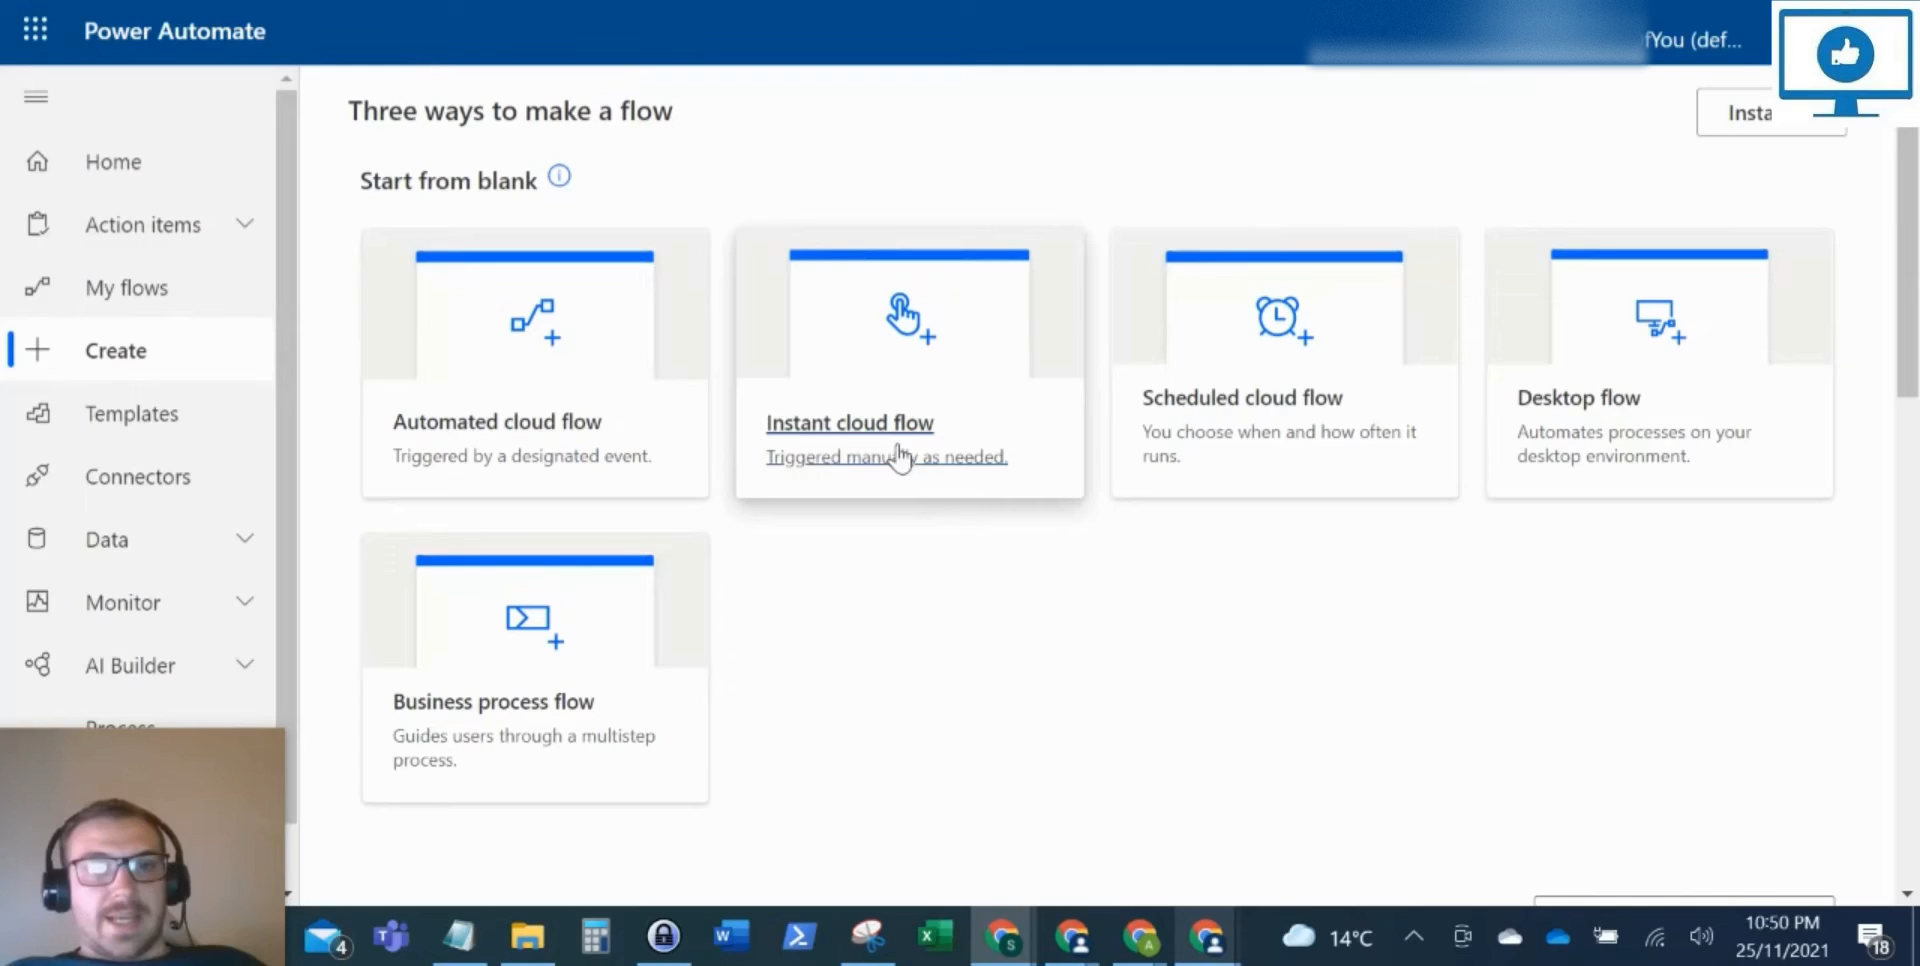 Power Automate
fYou (def...
Three ways to make a flow
Insta
Start from blank
Home
Action items
My flows
Create
Templates
Connectors
Data
Monitor
AI Builder
Process
Automated cloud flow
Triggered by a designated event.
Instant cloud flow
Triggered manually as needed.
Scheduled cloud flow
You choose when and how often it
runs.
Desktop flow
Automates processes on your
desktop environment.
Business process flow
Guides users through a multistep
process.
4
14°C
10:50 PM
25/11/2021
18